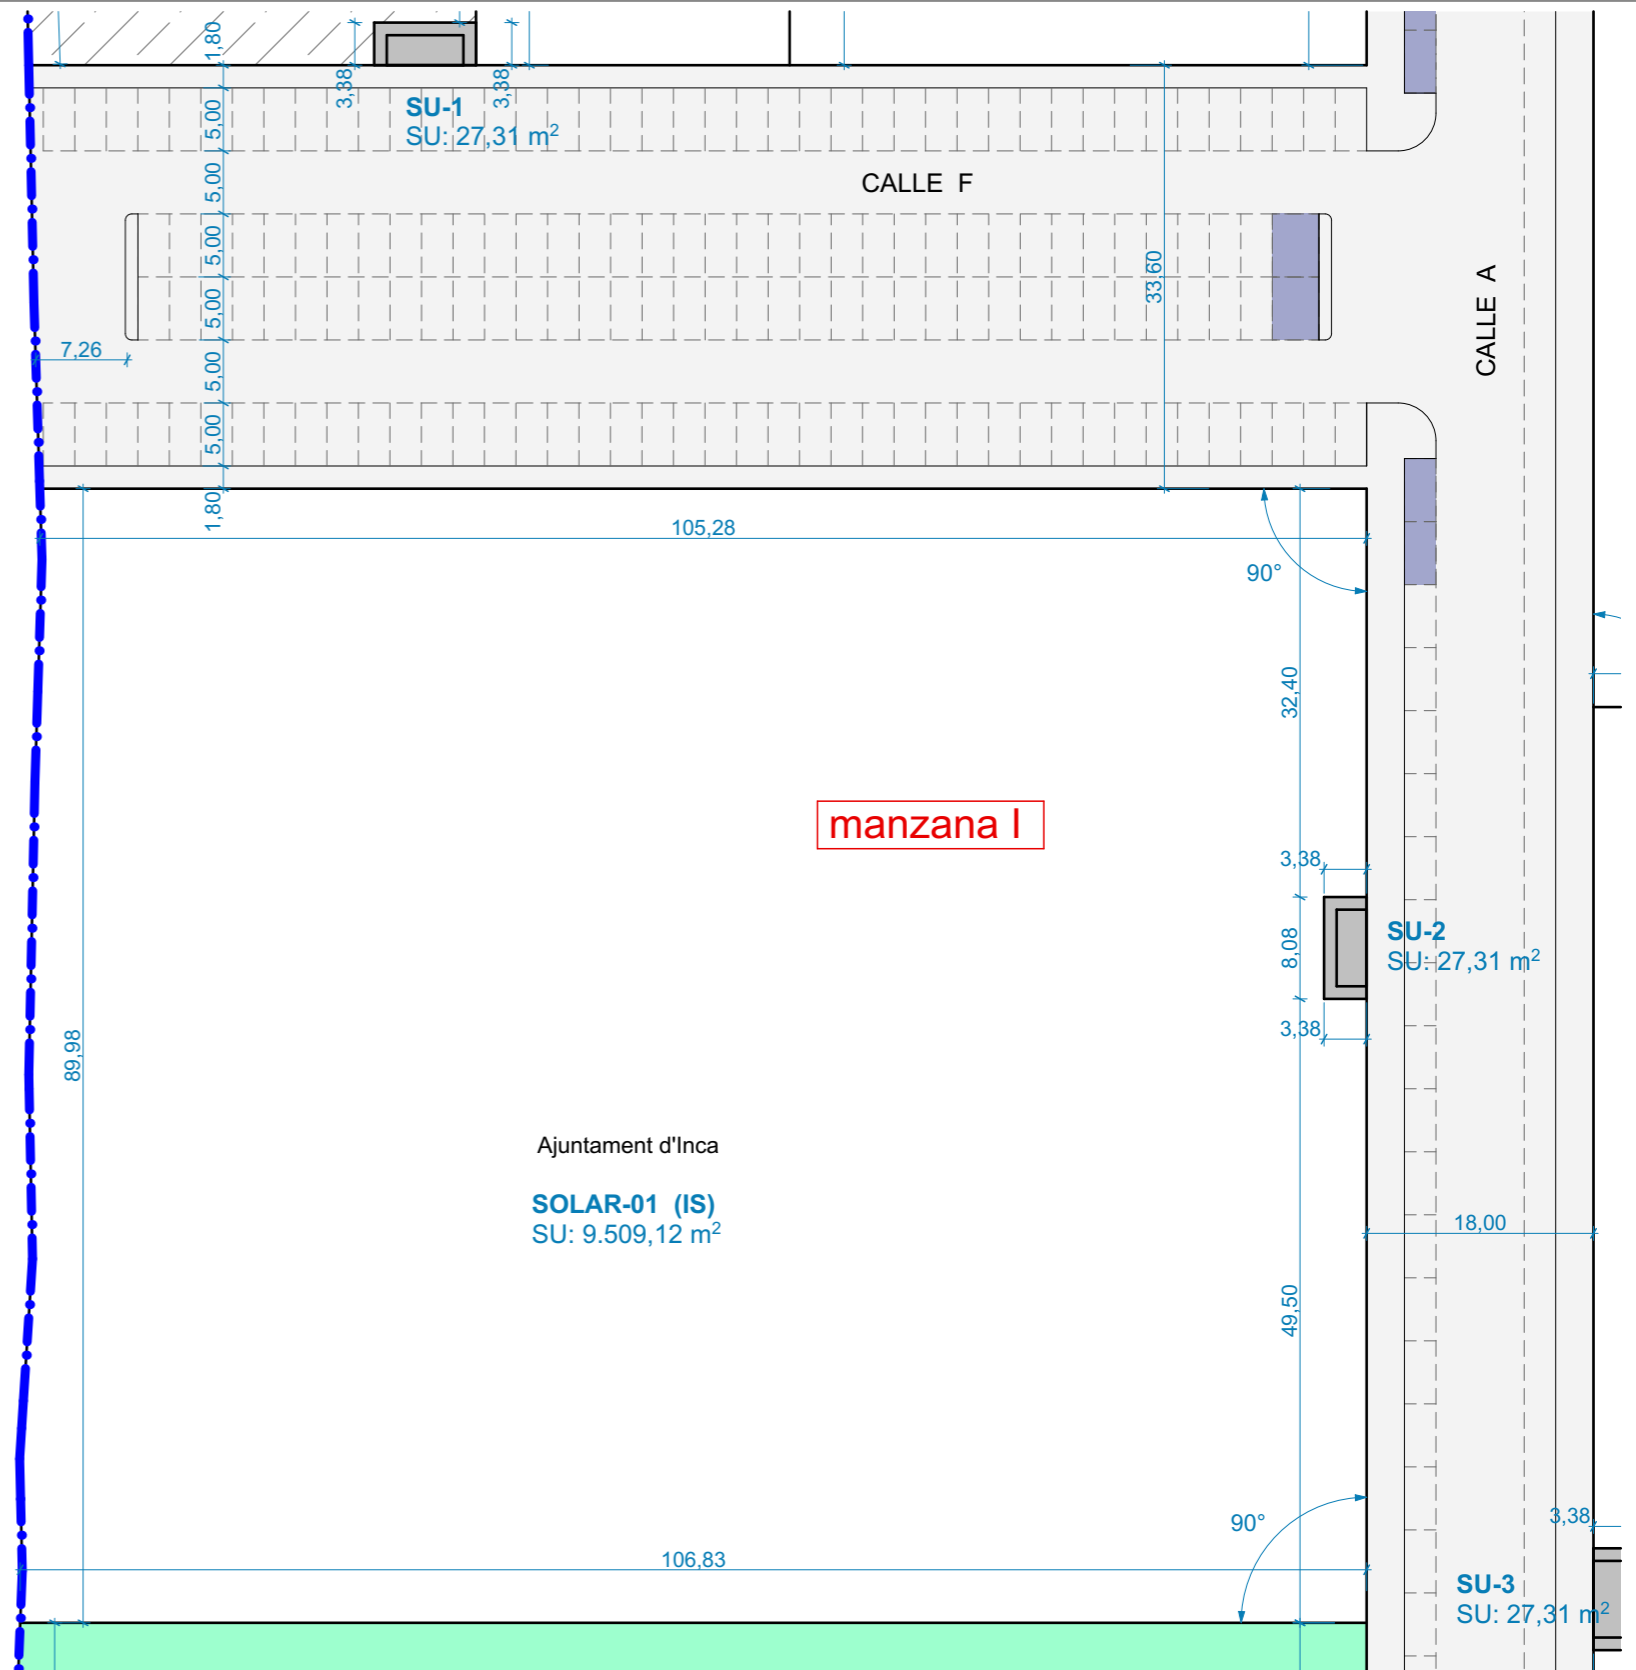 1,80
3,38
3,38
SU-1
SU: 27,31 m²
5,00
5,00
5,00
5,00
5,00
5,00
1,80
CALLE F
33,60
CALLE A
7,26
105,28
90°
32,40
manzana I
3,38
8,08
3,38
SU-2
SU: 27,31 m²
89,98
Ajuntament d'Inca
SOLAR-01 (IS)
SU: 9.509,12 m²
18,00
49,50
90°
3,38
106,83
SU-3
SU: 27,31 m²